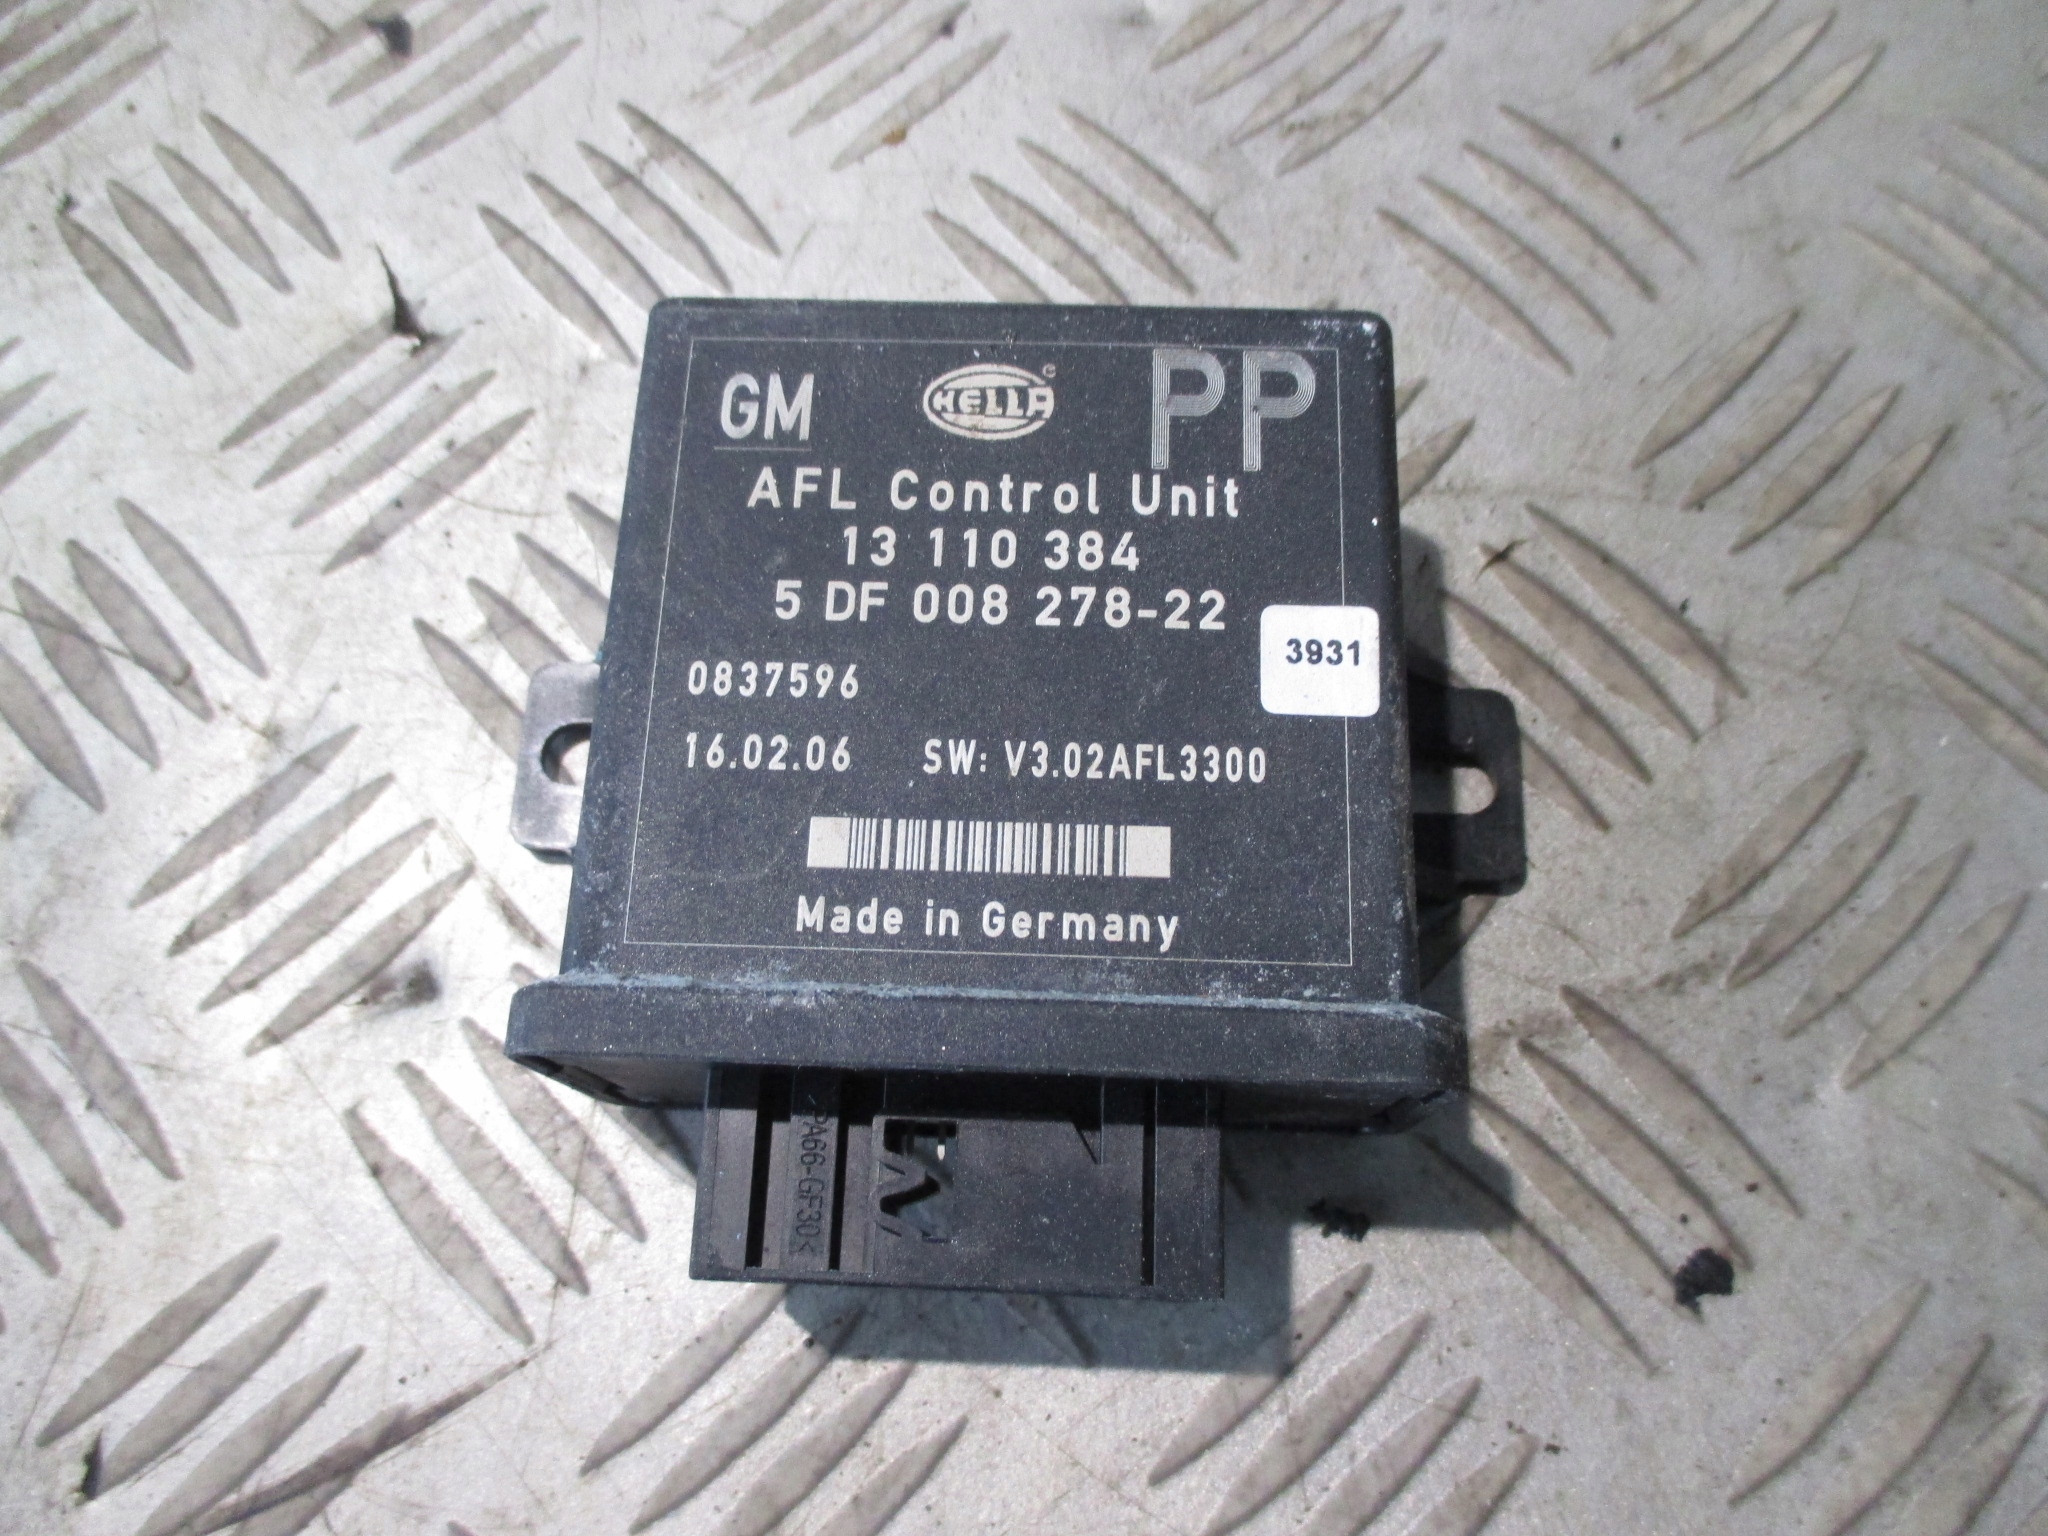 GM HELLA PP
AFL Control Unit
13 110 384
5 DF 008 278-22
3931
0837596
16.02.06 SW: V3.02AFL3300
Made in Germany
PA66-GF30<